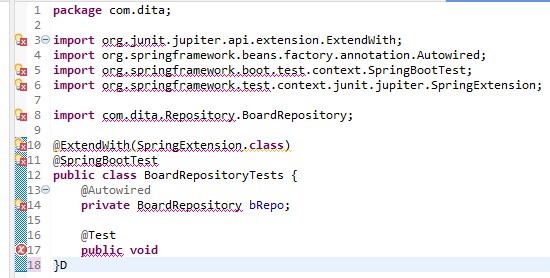 1 package com.dita;
2
3 import org.junit.jupiter.api.extension.ExtendWith;
4 import org.springframework.beans.factory.annotation.Autowired;
5 import org.springframework.boot.test.context.SpringBootTest;
6 import org.springframework.test.context.junit.jupiter.SpringExtension;
7
8 import com.dita.Repository.BoardRepository;
9
10 @ExtendWith(SpringExtension.class)
11 @SpringBootTest
12 public class BoardRepositoryTests {
13     @Autowired
14     private BoardRepository bRepo;
15
16     @Test
17     public void
18 }D